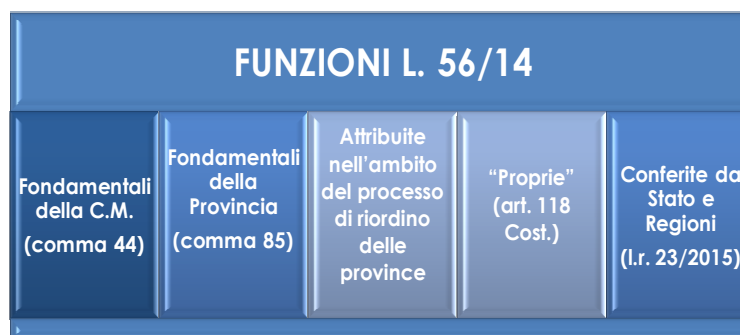 FUNZIONI L. 56/14
Fondamentali
della C.M.
(comma 44)
Fondamentali
della
Provincia
(comma 85)
Attribuite
nell'ambito
del processo
di riordino
delle
province
"Proprie"
(art. 118
Cost.)
Conferite da
Stato e
Regioni
(l.r. 23/2015)